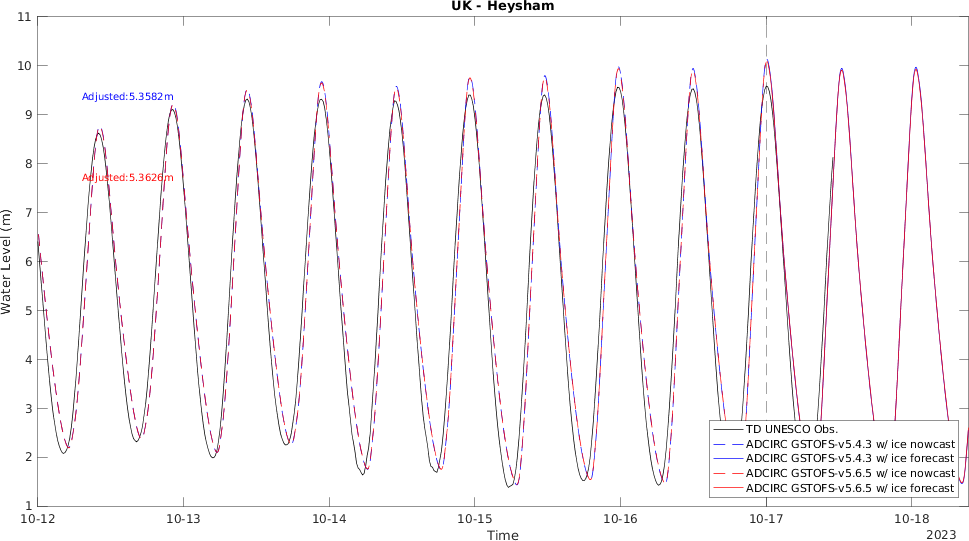 UK - Heysham
11
10
9
8
7
6
5
4
3
2
1
Water Level (m)
Adjusted:5.3582m
Adjusted:5.3626m
TD UNESCO Obs.
ADCIRC GSTOFS-v5.4.3 w/ ice nowcast
ADCIRC GSTOFS-v5.4.3 w/ ice forecast
ADCIRC GSTOFS-v5.6.5 w/ ice nowcast
ADCIRC GSTOFS-v5.6.5 w/ ice forecast
10-12 10-13 10-14 10-15 10-16 10-17 10-18
Time
2023